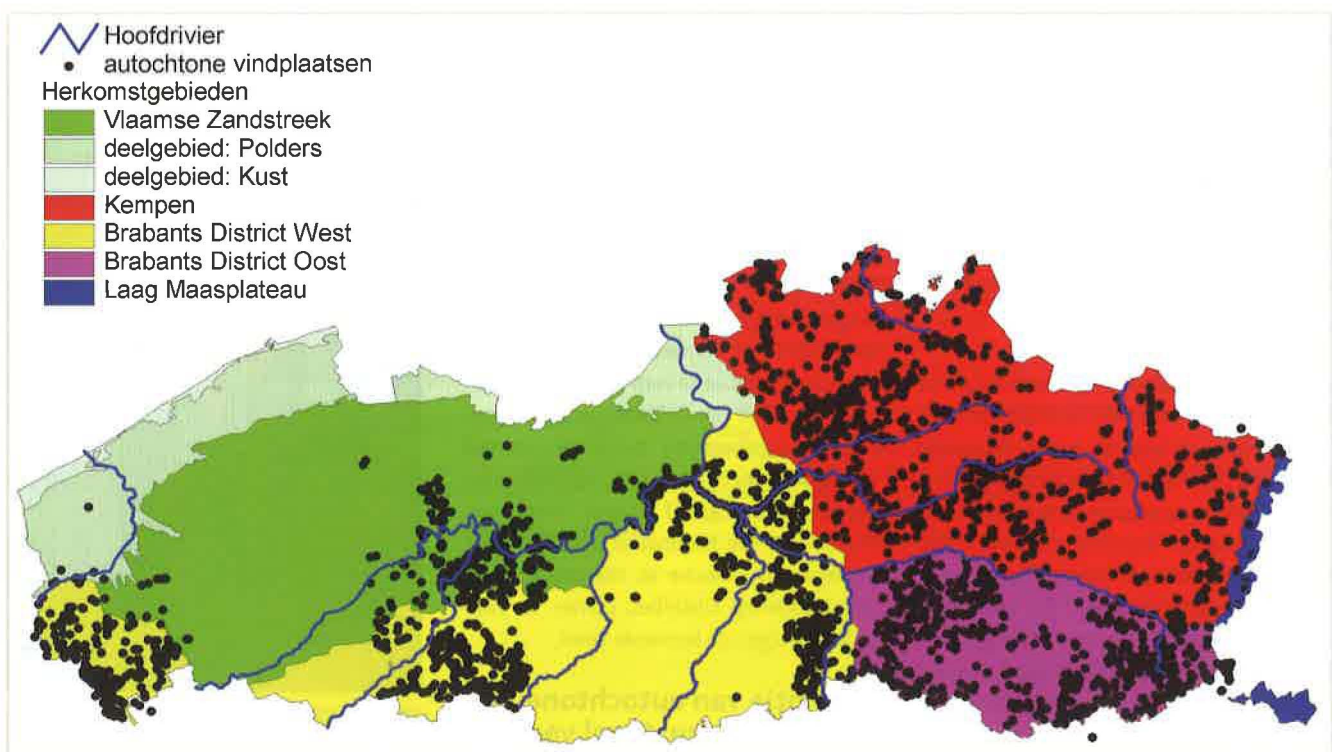 Hoofdrivier
autochtone vindplaatsen
Herkomstgebieden
Vlaamse Zandstreek
deelgebied: Polders
deelgebied: Kust
Kempen
Brabants District West
Brabants District Oost
Laag Maasplateau